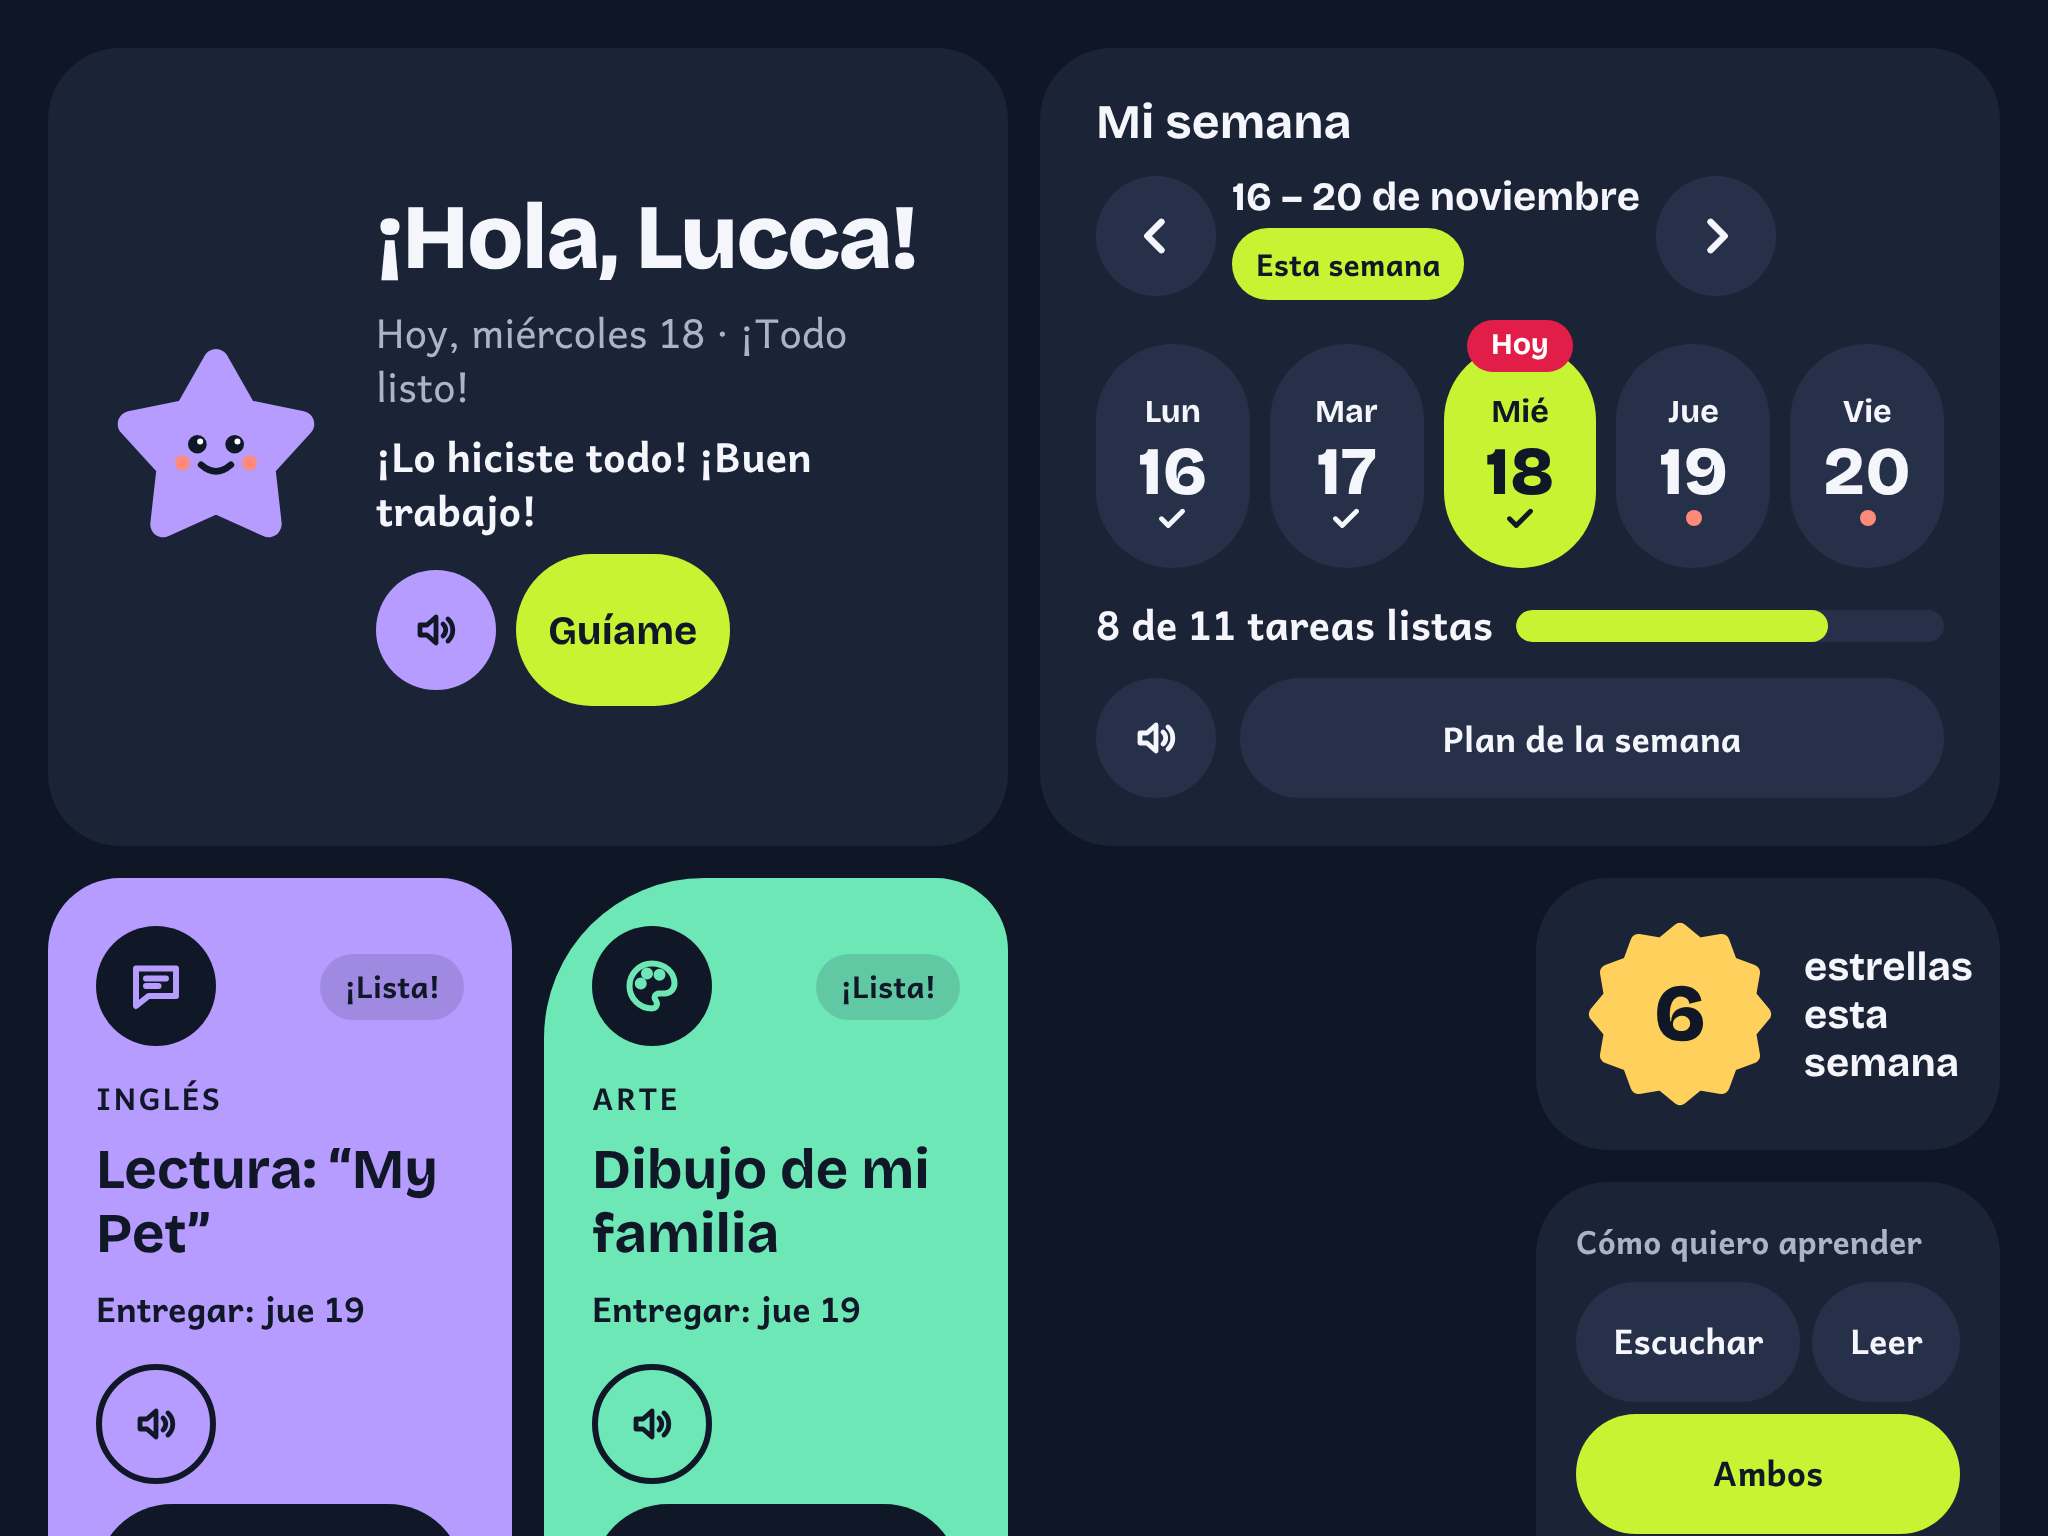 ¡Hola, Lucca!
Hoy, miércoles 18 · ¡Todo
listo!
¡Lo hiciste todo! ¡Buen
trabajo!
Guíame
Mi semana
16 – 20 de noviembre
Esta semana
Hoy
Lun
16
Mar
17
Mié
18
Jue
19
Vie
20
8 de 11 tareas listas
Plan de la semana
¡Lista!
INGLÉS
Lectura: “My
Pet”
Entregar: jue 19
¡Lista!
ARTE
Dibujo de mi
familia
Entregar: jue 19
6
estrellas
esta
semana
Cómo quiero aprender
Escuchar
Leer
Ambos